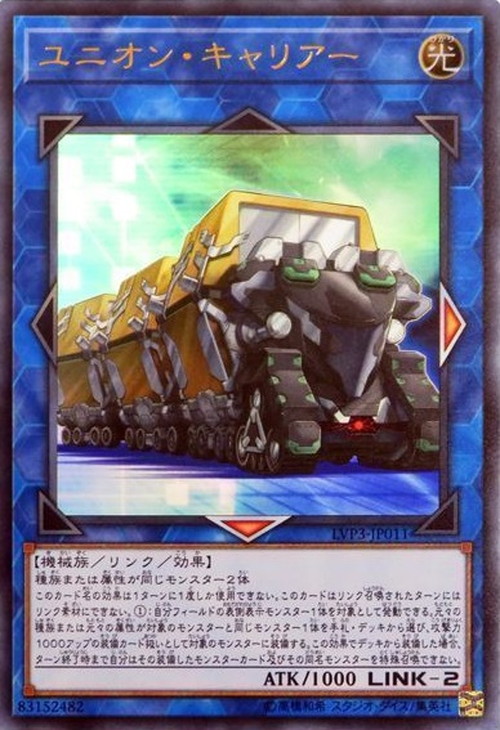 ユニオン・キャリアー
光
LVP3-JP011
【機械族／リンク／効果】
種族または属性が同じモンスター２体
このカード名の効果は１ターンに１度しか使用できない。このカードはリンク召喚されたターンには
リンク素材にできない。①：自分フィールドの表側表示モンスター１体を対象として発動できる。元々の
種族または元々の属性が対象のモンスターと同じモンスター１体を手札・デッキから選び、攻撃力
１０００アップの装備カード扱いとして対象のモンスターに装備する。この効果でデッキから装備した場合、
ターン終了時まで自分はその装備したモンスターカード及びその同名モンスターを特殊召喚できない。
ATK/1000 LINK-2
83152482 ©高橋和希 スタジオ・ダイス/集英社